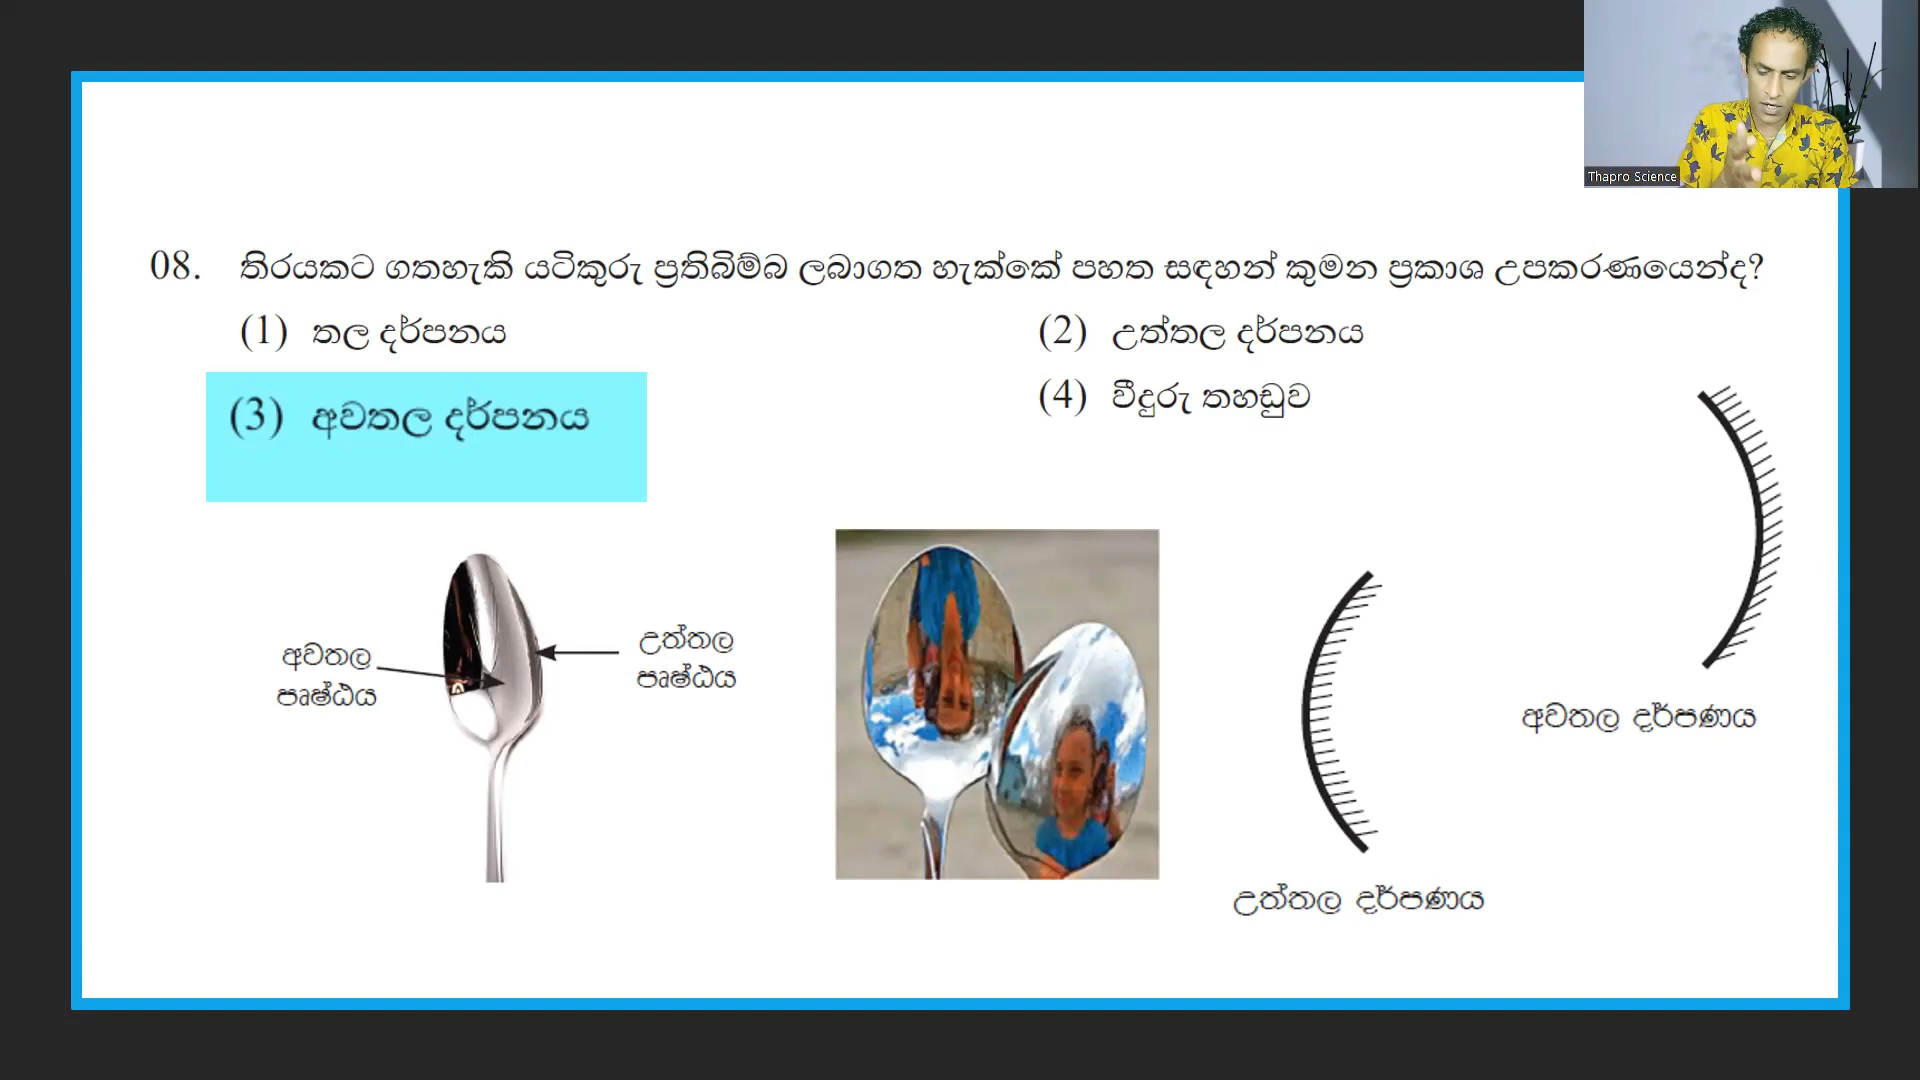 Thapro Science
08. තිරයකට ගතහැකි යටිකුරු ප්‍රතිබිම්බ ලබාගත හැක්කේ පහත සඳහන් කුමන ප්‍රකාශ උපකරණයෙන්ද?
(1) තල දර්පනය
(2) උත්තල දර්පනය
(3) අවතල දර්පනය
(4) වීදුරු තහඩුව
අවතල
පෘෂ්ඨය
උත්තල
පෘෂ්ඨය
අවතල දර්පණය
උත්තල දර්පණය